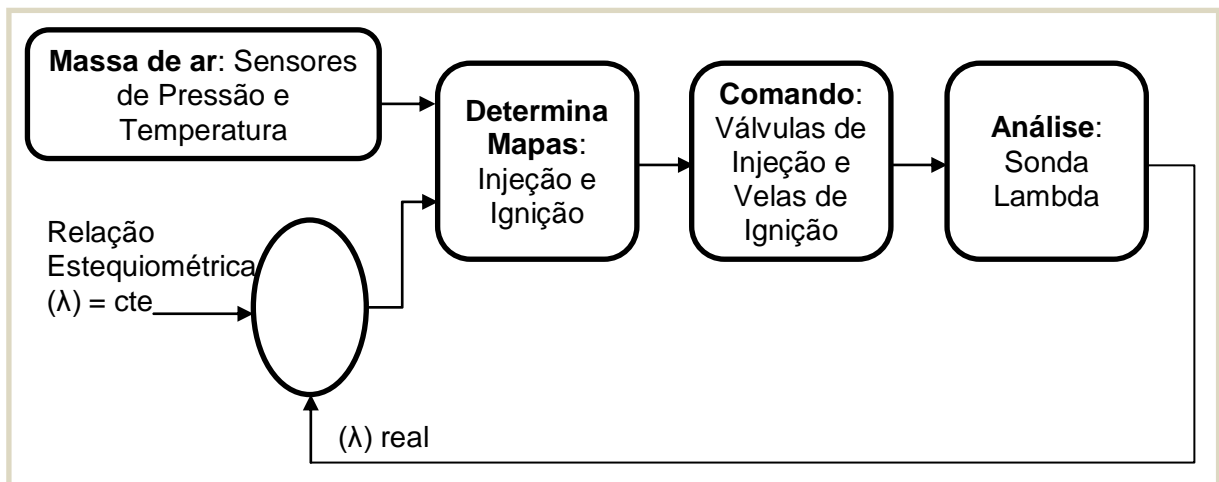 Massa de ar: Sensores
de Pressão e
Temperatura
Determina
Mapas:
Injeção e
Ignição
Comando:
Válvulas de
Injeção e
Velas de
Ignição
Análise:
Sonda
Lambda
Relação
Estequiométrica
(λ) = cte
(λ) real